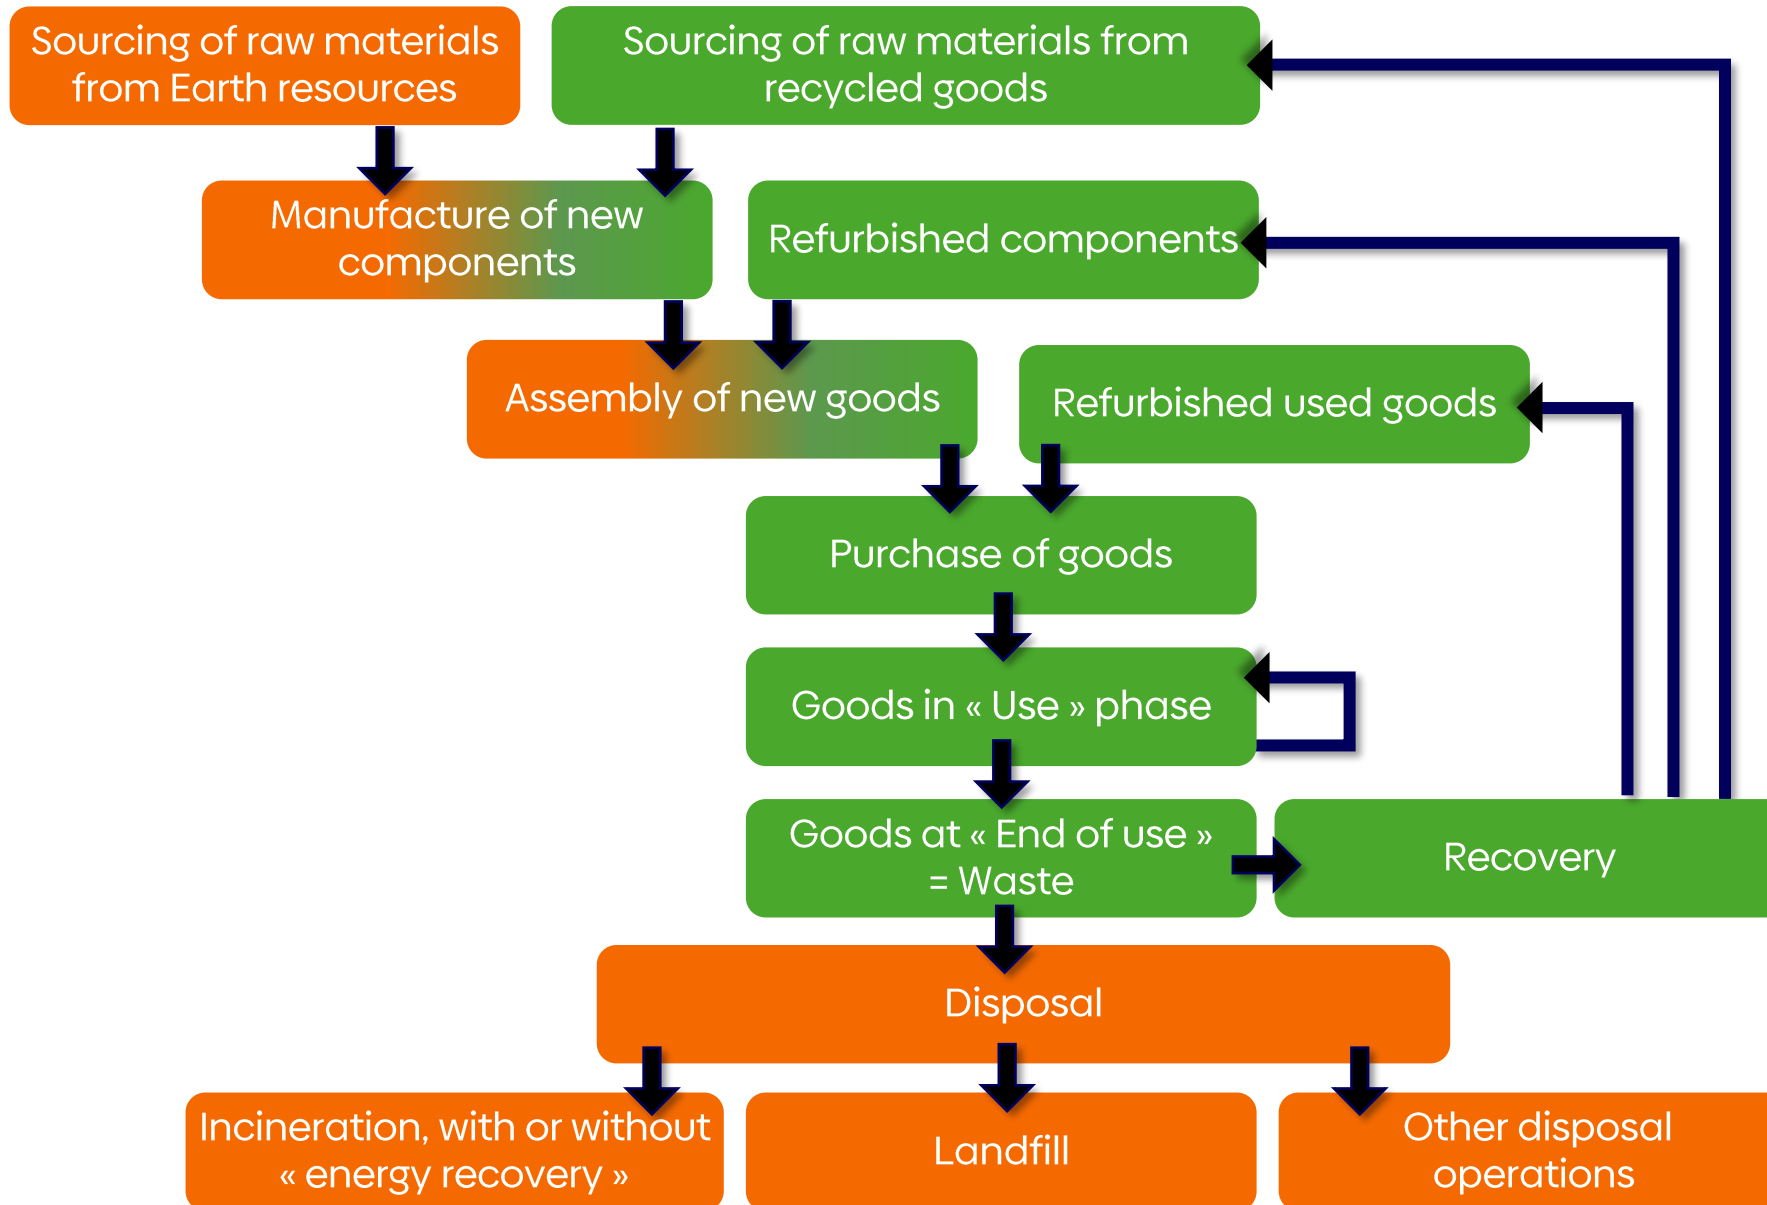 Sourcing of raw materials
from Earth resources
Sourcing of raw materials from
recycled goods
Manufacture of new
components
Refurbished components
Assembly of new goods
Refurbished used goods
Purchase of goods
Goods in « Use » phase
Goods at « End of use »
= Waste
Recovery
Disposal
Incineration, with or without
« energy recovery »
Landfill
Other disposal
operations